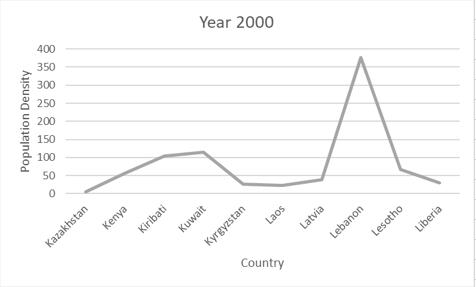 Year 2000
Population Density
400
350
300
250
200
150
100
50
0
Kazakhstan
Kenya
Kiribati
Kuwait
Kyrgyzstan
Laos
Latvia
Lebanon
Lesotho
Liberia
Country